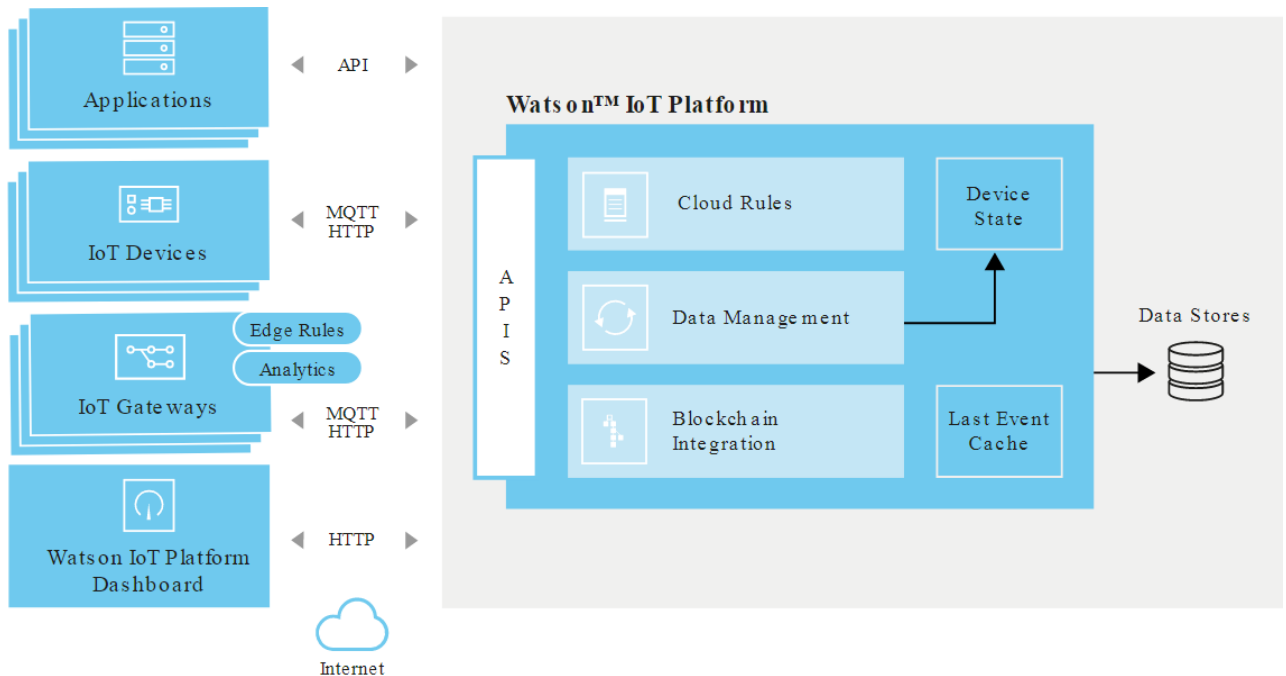 Applications
API
IoT Devices
MQTT
HTTP
Edge Rules
Analytics
IoT Gateways
MQTT
HTTP
Watson IoT Platform
Dashboard
HTTP
Internet
Watson™ IoT Platform
A
P
I
S
Cloud Rules
Device
State
Data Management
Blockchain
Integration
Last Event
Cache
Data Stores